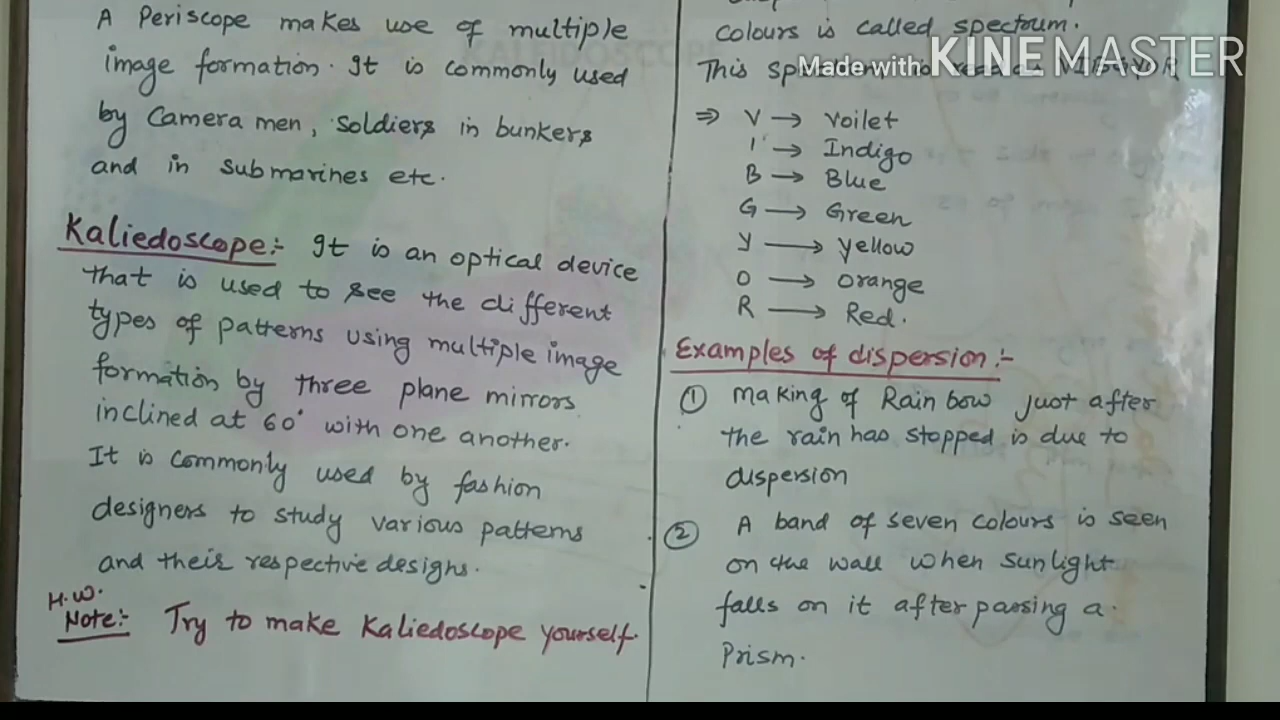 A Periscope makes use of multiple
image formation. It is commonly used
by Camera men, Soldiers in bunkers
and in submarines etc.
Kaliedoscope:- It is an optical device
that is used to see the different
types of patterns using multiple image
formation by three plane mirrors
inclined at 60° with one another.
It is commonly used by fashion
designers to study various patterns
and their respective designs.
H.W.
Note:- Try to make Kaliedoscope yourself.
colours is called spectrum.
This
Made with KINEMASTER
⇒ V → Voilet
I → Indigo
B → Blue
G → Green
Y → Yellow
O → Orange
R → Red.
Examples of dispersion:-
① Making of Rain bow just after
the rain has stopped is due to
dispersion
② A band of seven colours is seen
on the wall when sunlight
falls on it after passing a
Prism.